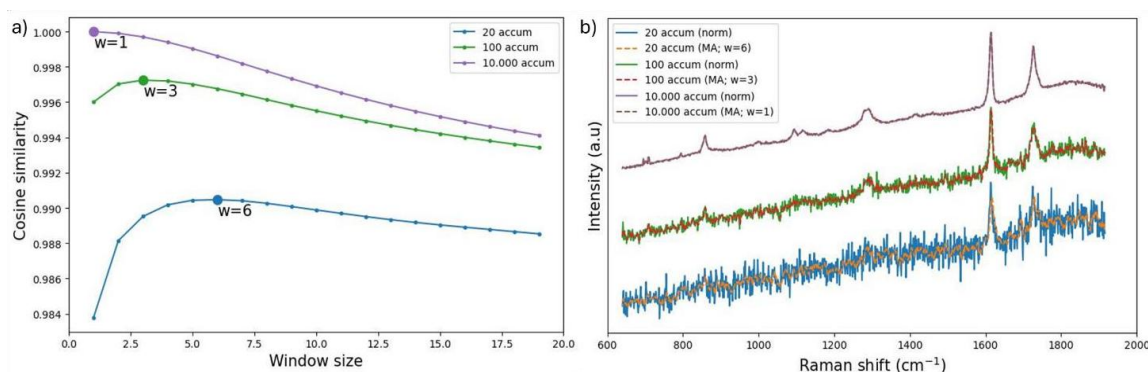 a)
1.000
0.998
0.996
0.994
0.992
0.990
0.988
0.986
0.984
Cosine similarity
w=1
w=3
w=6
20 accum
100 accum
10.000 accum
0.0 2.5 5.0 7.5 10.0 12.5 15.0 17.5 20.0
Window size
b)
Intensity (a.u)
20 accum (norm)
20 accum (MA; w=6)
100 accum (norm)
100 accum (MA; w=3)
10.000 accum (norm)
10.000 accum (MA; w=1)
600 800 1000 1200 1400 1600 1800 2000
Raman shift (cm⁻¹)